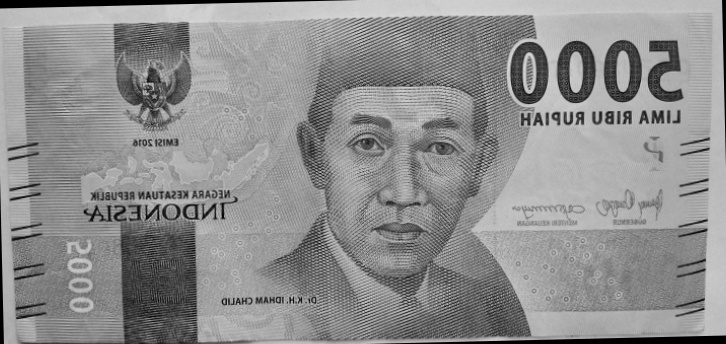 5000
LIMA RIBU RUPIAH
EMISI 2016
NEGARA KESATUAN REPUBLIK
INDONESIA
GUBERNUR
MENTERI KEUANGAN
5000
Dr. K.H. IDHAM CHALID